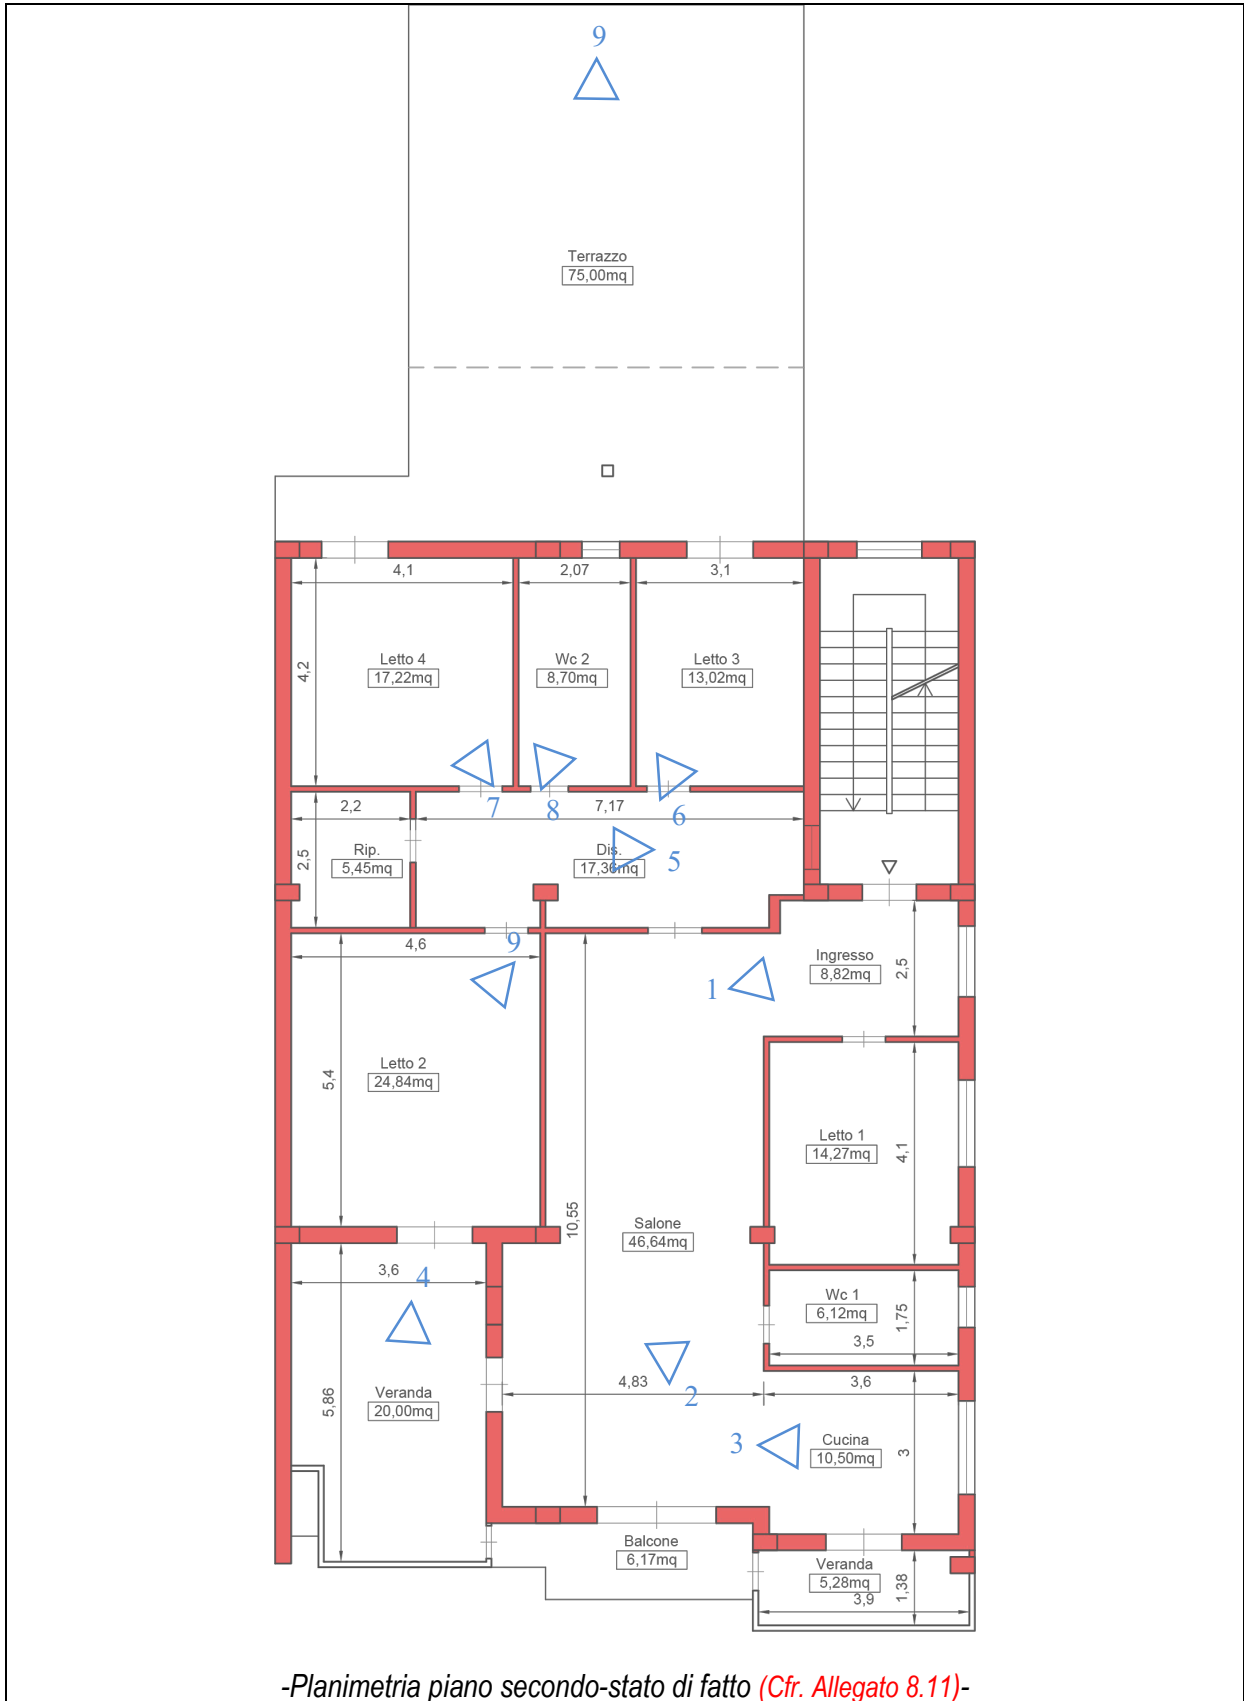 9
Terrazzo
75,00mq
4,1
2,07
3,1
4,2
Letto 4
17,22mq
Wc 2
8,70mq
Letto 3
13,02mq
7
8
6
2,2
7,17
2,5
Rip.
5,45mq
Dis.
17,36mq
5
4,6
9
1
Ingresso
8,82mq
2,5
5,4
Letto 2
24,84mq
Letto 1
14,27mq
4,1
10,55
Salone
46,64mq
3,6
4
Wc 1
6,12mq
1,75
3,5
5,86
Veranda
20,00mq
4,83
2
3,6
3
Cucina
10,50mq
3
Balcone
6,17mq
Veranda
5,28mq
1,38
3,9
-Planimetria piano secondo-stato di fatto (Cfr. Allegato 8.11)-